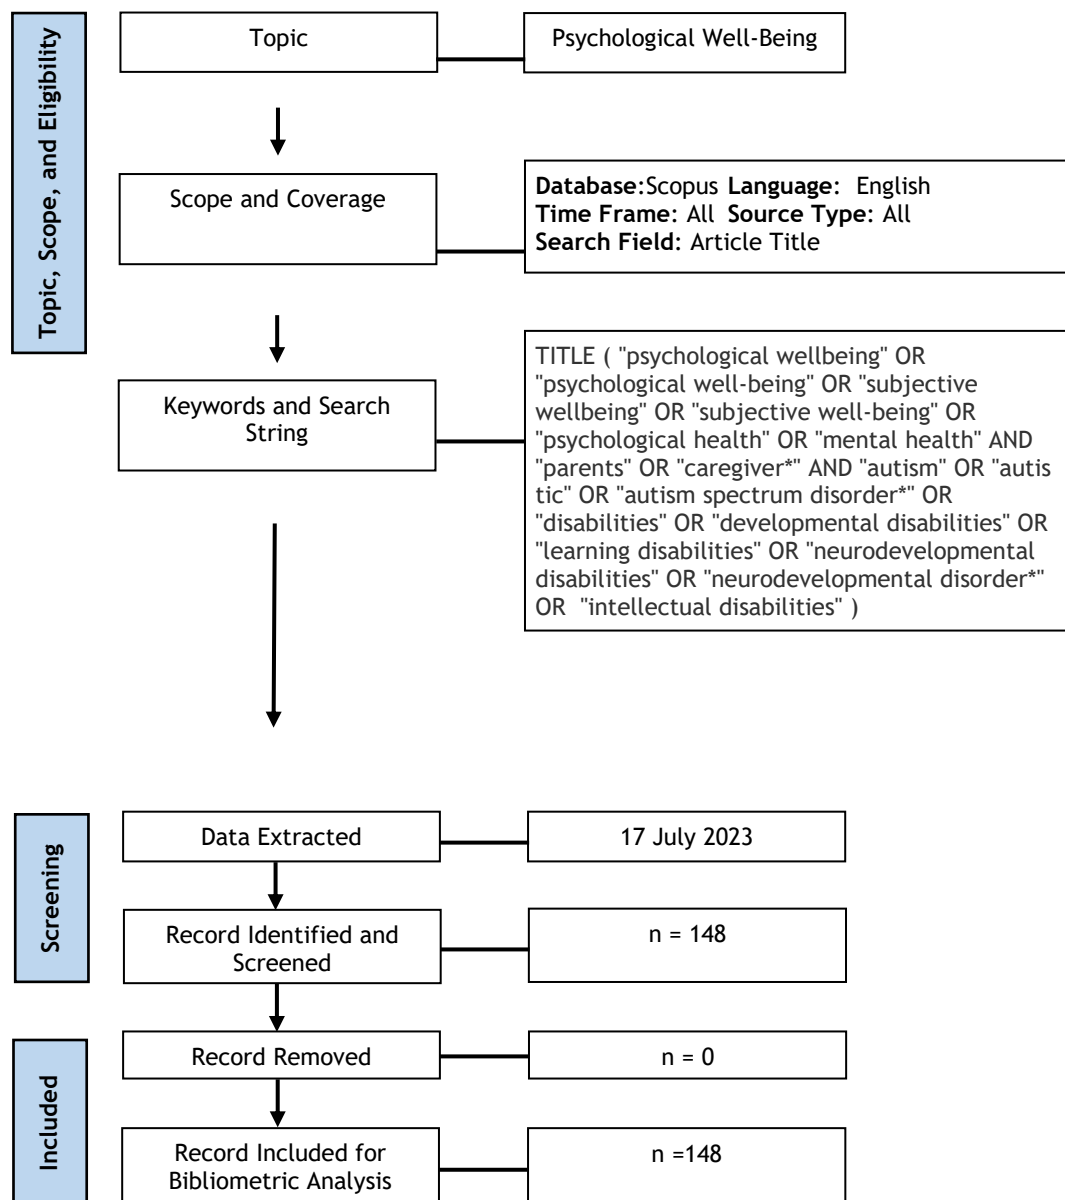 Topic, Scope, and Eligibility
Topic
Psychological Well-Being
Scope and Coverage
Database:Scopus Language: English
Time Frame: All Source Type: All
Search Field: Article Title
Keywords and Search
String
TITLE ( "psychological wellbeing" OR
"psychological well-being" OR "subjective
wellbeing" OR "subjective well-being" OR
"psychological health" OR "mental health" AND
"parents" OR "caregiver*" AND "autism" OR "autis
tic" OR "autism spectrum disorder*" OR
"disabilities" OR "developmental disabilities" OR
"learning disabilities" OR "neurodevelopmental
disabilities" OR "neurodevelopmental disorder*"
OR "intellectual disabilities" )
Screening
Data Extracted
17 July 2023
Record Identified and
Screened
n = 148
Included
Record Removed
n = 0
Record Included for
Bibliometric Analysis
n =148